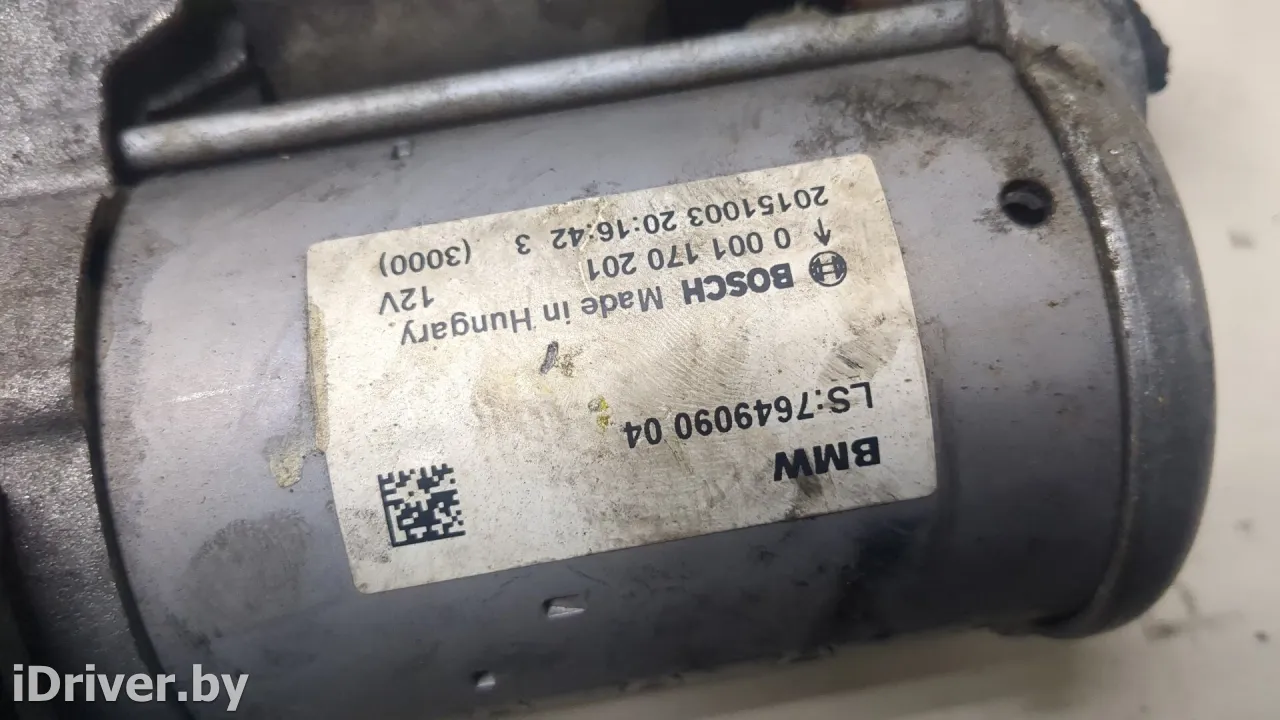 BMW
LS:7649090 04
BOSCH Made in Hungary.
0 001 170 201 12V
20151003 20:16:42 3 (3000)
iDriver.by